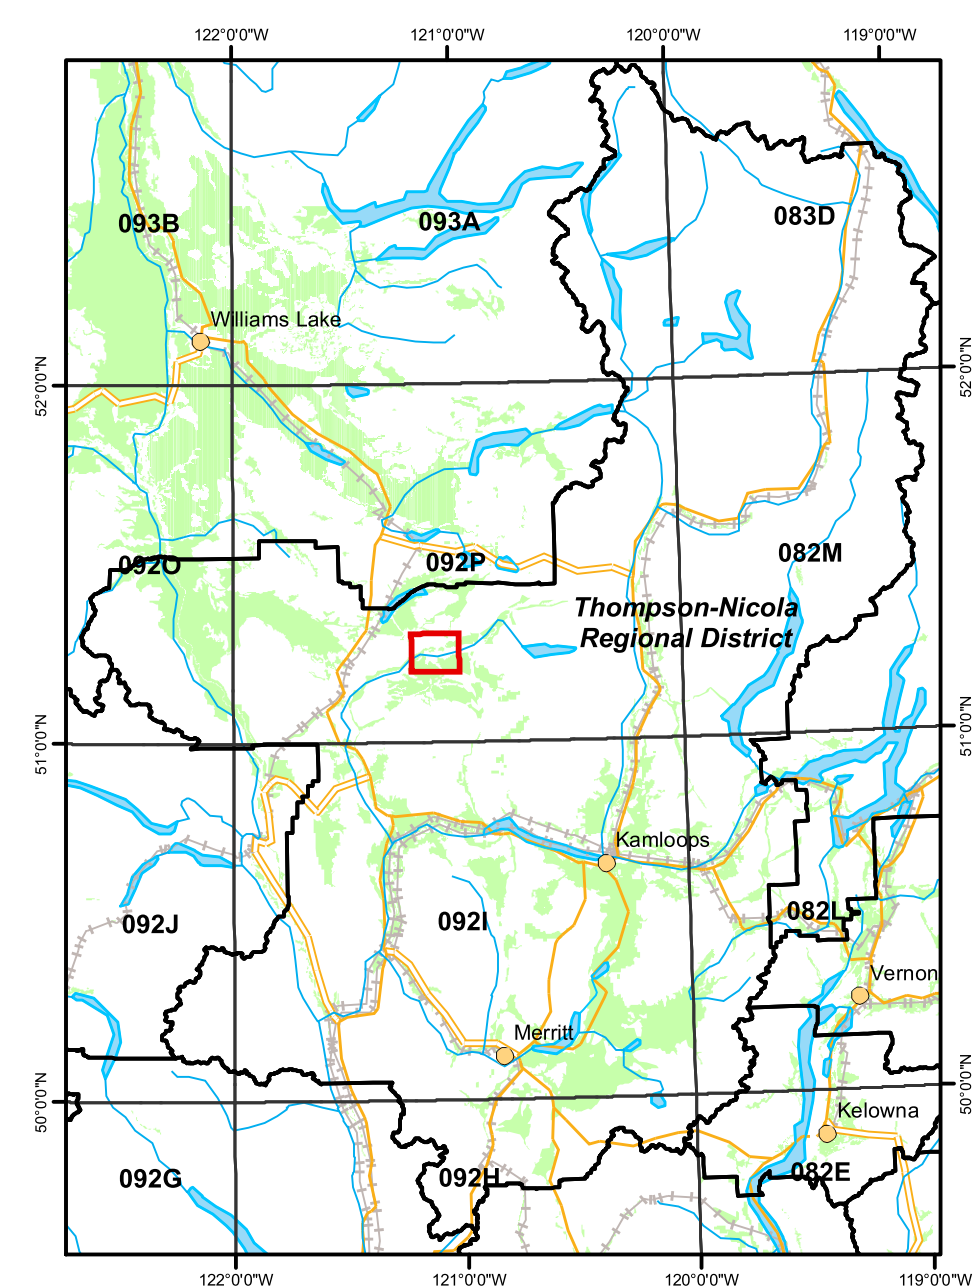 122°0'0"W
121°0'0"W
120°0'0"W
119°0'0"W
093B
093A
083D
Williams Lake
52°0'0"N
52°0'0"N
092O
092P
082M
Thompson-Nicola
Regional District
51°0'0"N
51°0'0"N
Kamloops
092J
092I
082L
Vernon
Merritt
50°0'0"N
50°0'0"N
Kelowna
092G
092H
082E
122°0'0"W
121°0'0"W
120°0'0"W
119°0'0"W